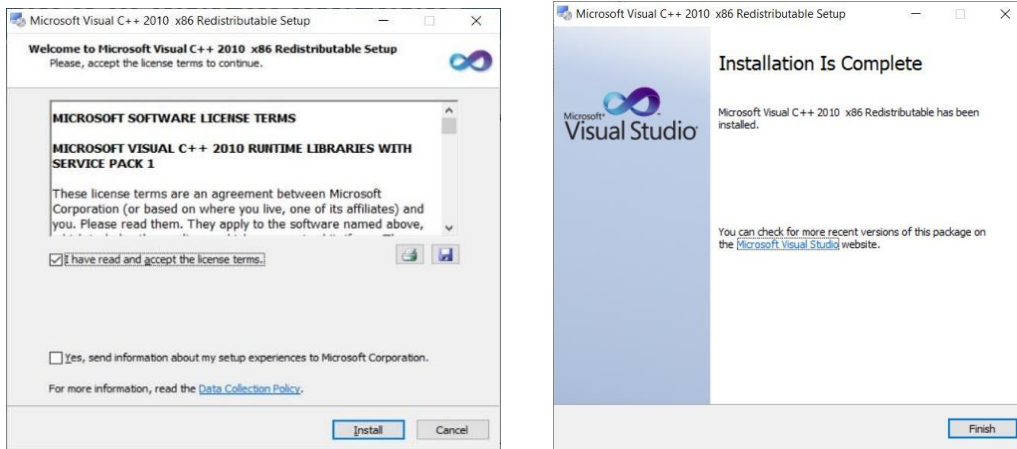 Microsoft Visual C++ 2010 x86 Redistributable Setup
Welcome to Microsoft Visual C++ 2010 x86 Redistributable Setup
Please, accept the license terms to continue.
MICROSOFT SOFTWARE LICENSE TERMS
MICROSOFT VISUAL C++ 2010 RUNTIME LIBRARIES WITH
SERVICE PACK 1
These license terms are an agreement between Microsoft
Corporation (or based on where you live, one of its affiliates) and
you. Please read them. They apply to the software named above,
I have read and accept the license terms.
Yes, send information about my setup experiences to Microsoft Corporation.
For more information, read the Data Collection Policy.
Install
Cancel
Microsoft Visual C++ 2010 x86 Redistributable Setup
Microsoft
Visual Studio
Installation Is Complete
Microsoft Visual C++ 2010 x86 Redistributable has been
installed.
You can check for more recent versions of this package on
the Microsoft Visual Studio website.
Finish